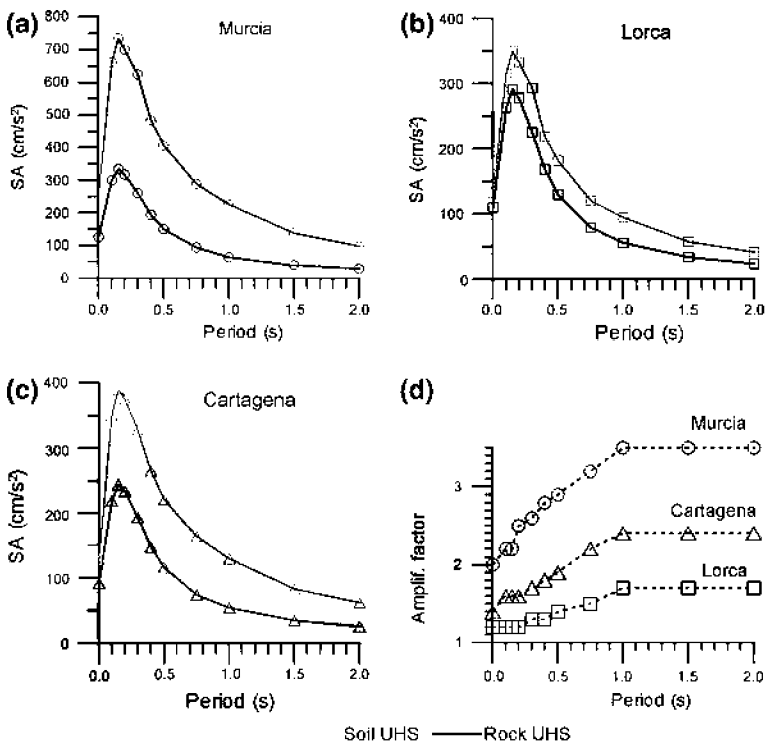 (a)
Murcia
800
700
600
500
400
300
200
100
0
SA (cm/s²)
0.0 0.5 1.0 1.5 2.0
Period (s)
(b)
Lorca
400
300
200
100
0
SA (cm/s²)
0.0 0.5 1.0 1.5 2.0
Period (s)
(c)
Cartagena
400
300
200
100
0
SA (cm/s²)
0.0 0.5 1.0 1.5 2.0
Period (s)
(d)
Murcia
Cartagena
Lorca
3
2
1
Amplif. factor
0.0 0.5 1.0 1.5 2.0
Period (s)
Soil UHS Rock UHS